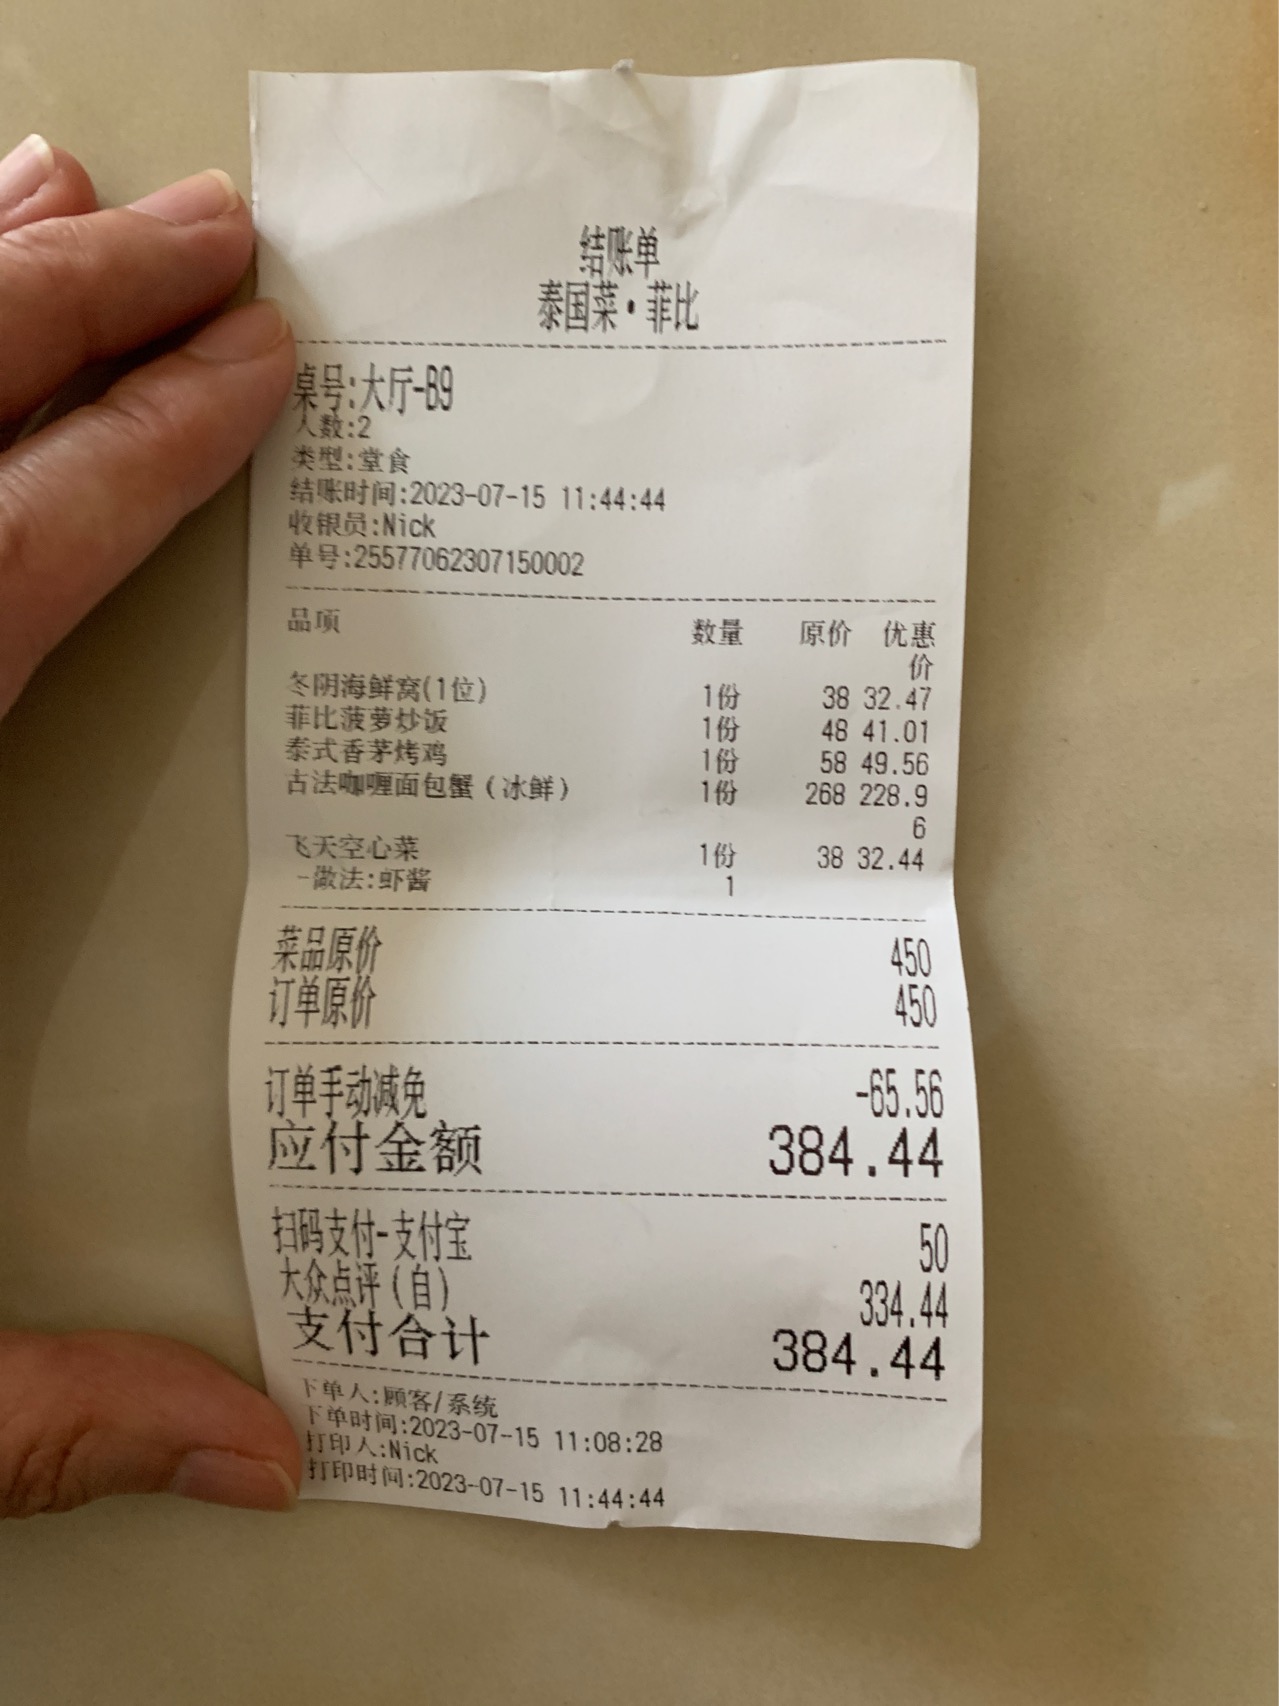 结账单
泰国菜·菲比
桌号:大厅-B9
人数:2
类型:堂食
结账时间:2023-07-15 11:44:44
收银员:Nick
单号:25577062307150002
品项 数量 原价 优惠
价
冬阴海鲜窝(1位) 1份 38 32.47
菲比菠萝炒饭 1份 48 41.01
泰式香茅烤鸡 1份 58 49.56
古法咖喱面包蟹(冰鲜) 1份 268 228.9
6
飞天空心菜 1份 38 32.44
-做法:虾酱 1
菜品原价 450
订单原价 450
订单手动减免 -65.56
应付金额 384.44
扫码支付-支付宝 50
大众点评(自) 334.44
支付合计 384.44
下单人:顾客/系统
下单时间:2023-07-15 11:08:28
打印人:Nick
打印时间:2023-07-15 11:44:44